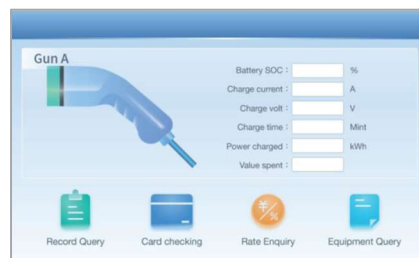 Gun A
Battery SOC : %
Charge current : A
Charge volt : V
Charge time : Mint
Power charged : kWh
Value spent :
¥/%
Record Query Card checking Rate Enquiry Equipment Query